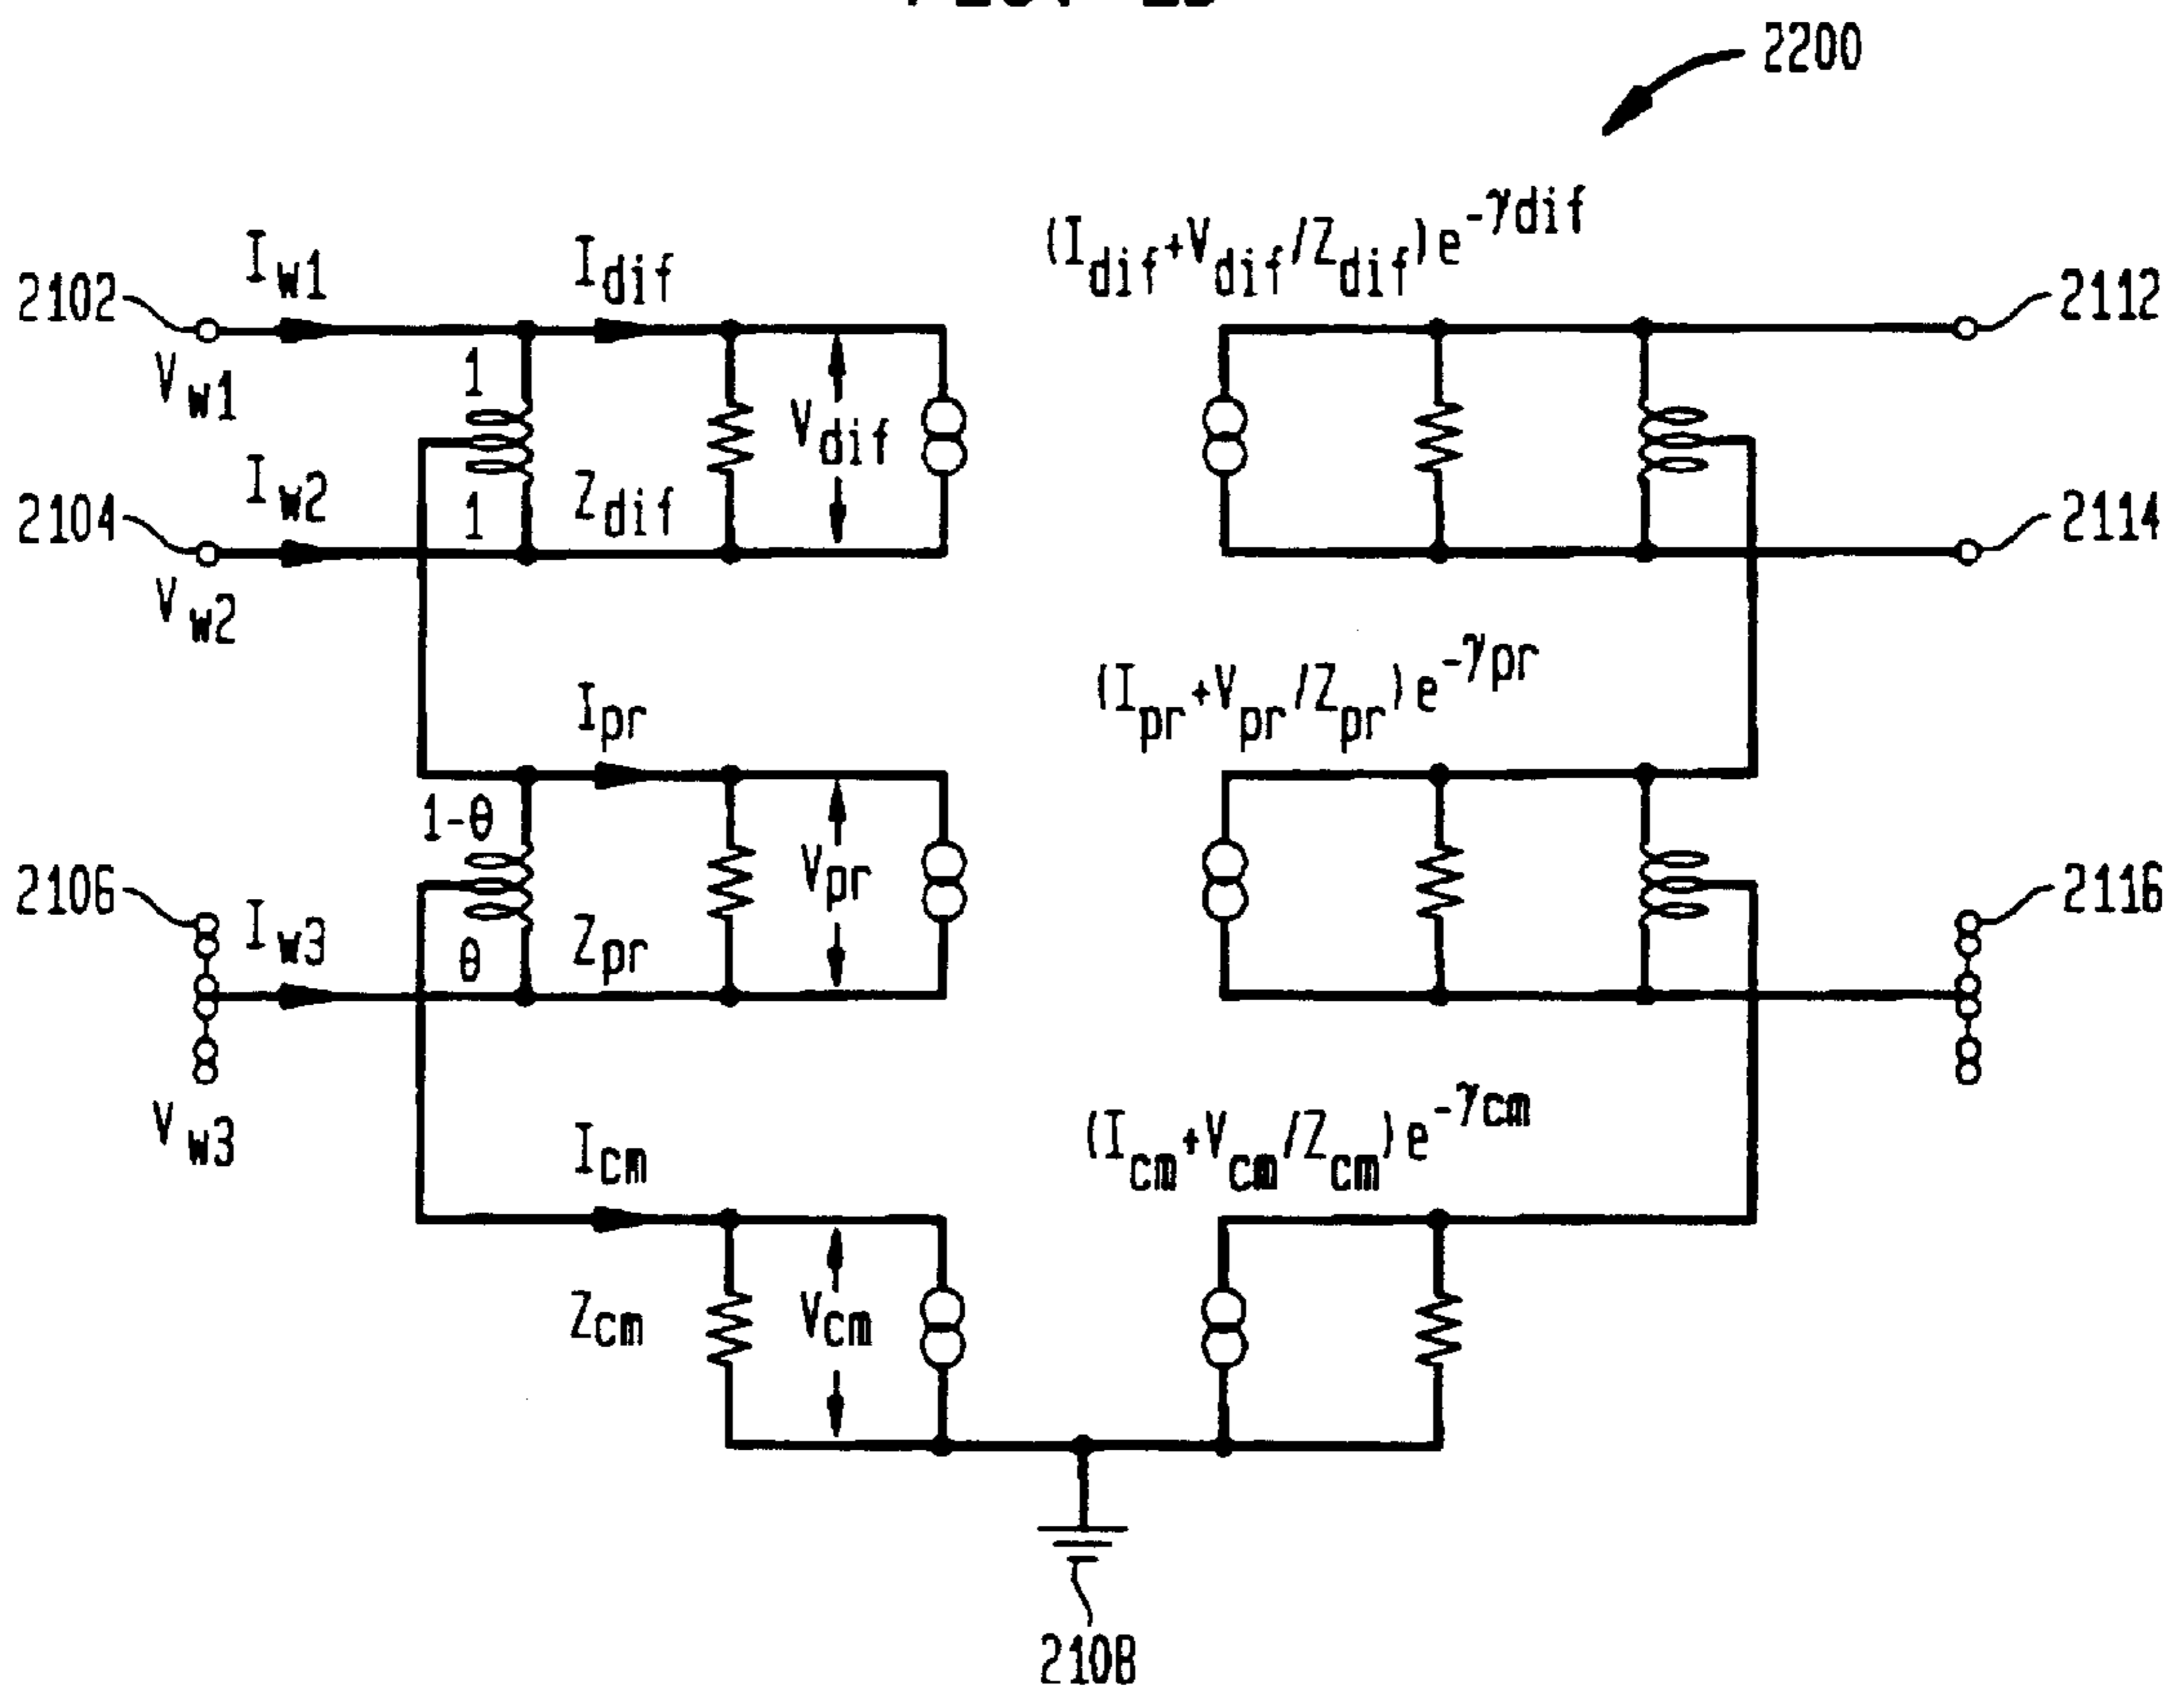 2200
(I_dif+V_dif/Z_dif)e^-γdif
2102
I_w1
I_dif
2112
V_w1
1
V_dif
2104
I_w2
1
Z_dif
2114
V_w2
(I_pr+V_pr/Z_pr)e^-γpr
I_pr
1-θ
V_pr
2106
I_w3
θ
Z_pr
2116
V_w3
(I_cm+V_cm/Z_cm)e^-γcm
I_cm
Z_cm
V_cm
2108